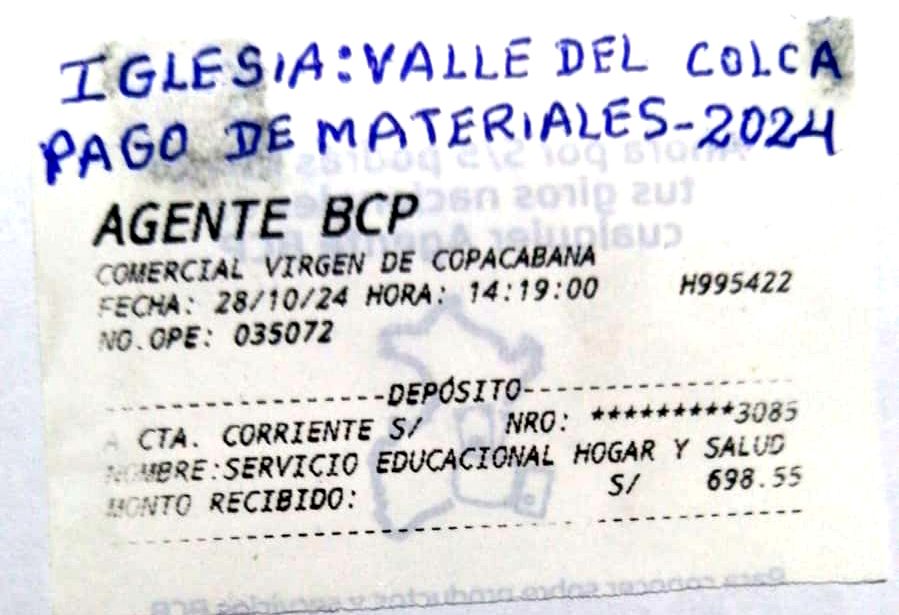 IGLESIA: VALLE DEL COLCA
PAGO DE MATERIALES-2024
AGENTE BCP
COMERCIAL VIRGEN DE COPACABANA
FECHA: 28/10/24 HORA: 14:19:00 H995422
NO.OPE: 035072
-----------------DEPÓSITO-----------------
A CTA. CORRIENTE S/ NRO: *********3085
NOMBRE:SERVICIO EDUCACIONAL HOGAR Y SALUD
MONTO RECIBIDO: S/ 698.55